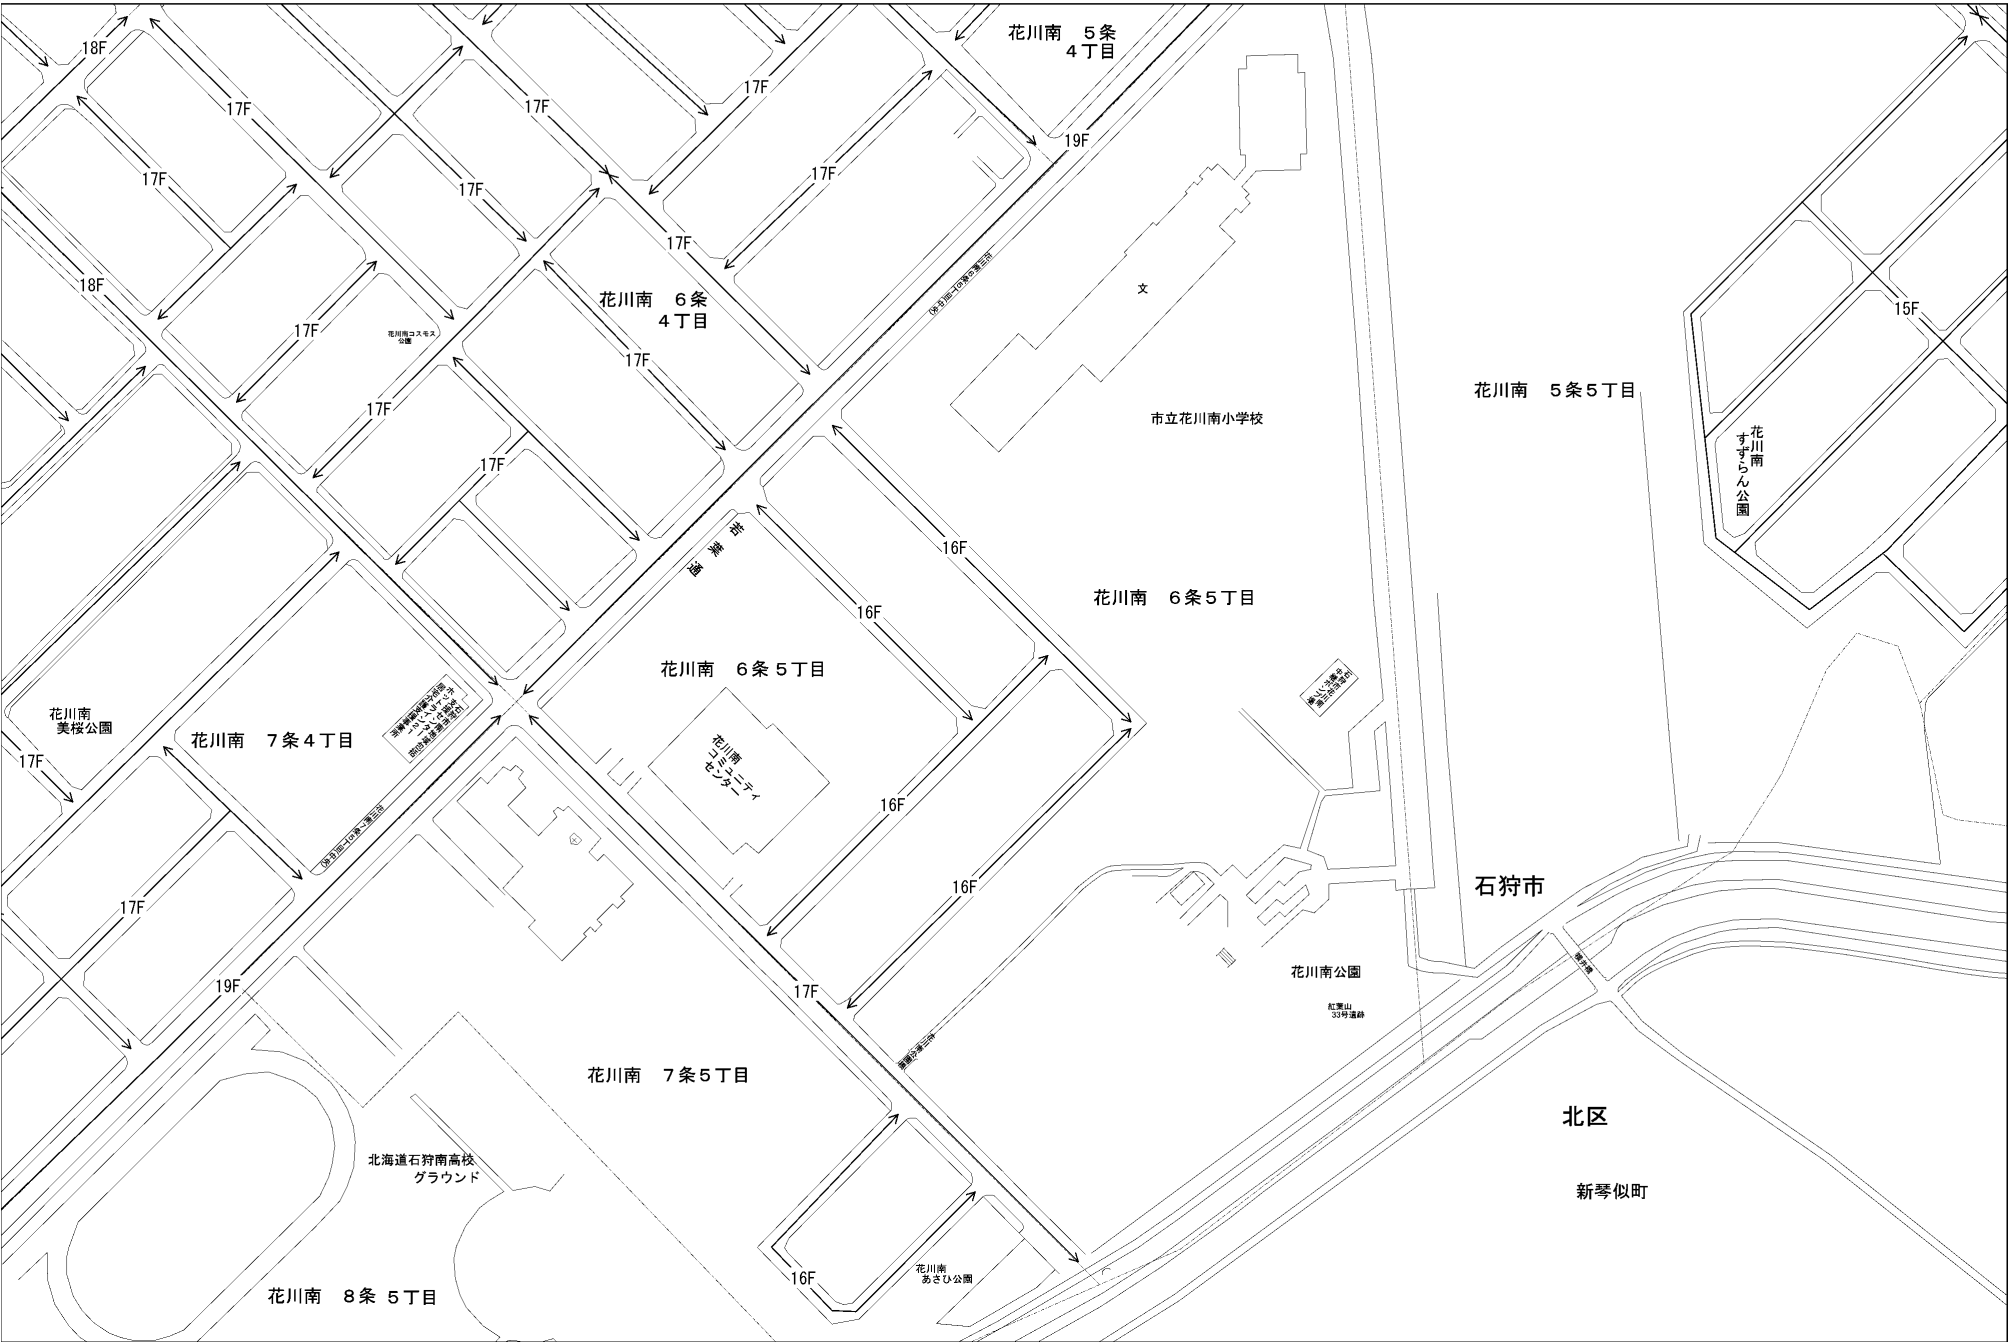 花川南　5条
4丁目
18F
17F
17F
17F
19F
17F
17F
17F
17F
18F
花川南　6条
4丁目
文
15F
17F
花川南コスモス
公園
17F
花川南　5条5丁目
17F
市立花川南小学校
花川南
すずらん公園
17F
若葉通
16F
花川南　6条5丁目
16F
花川南　6条5丁目
花川南
美桜公園
花川南　7条4丁目
17F
花川南
コミュニティ
センター
16F
16F
石狩市
17F
花川南公園
19F
17F
紅葉山
33号遺跡
花川南　7条5丁目
北区
北海道石狩南高校
グラウンド
新琴似町
16F
花川南
あさひ公園
花川南　8条 5丁目